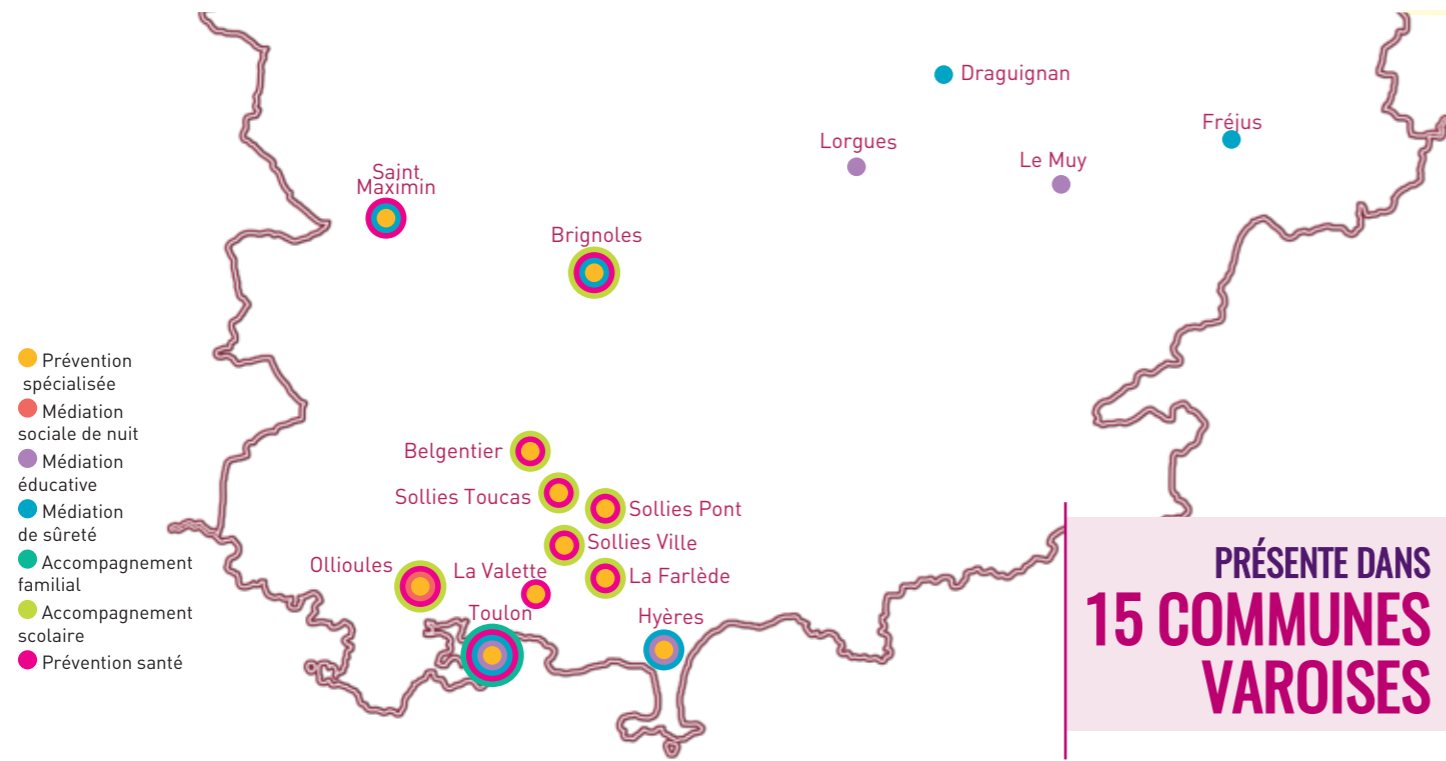 Draguignan
Fréjus
Lorgues
Le Muy
Saint
Maximin
Brignoles
Prévention
spécialisée
Médiation
sociale de nuit
Médiation
éducative
Médiation
de sûreté
Accompagnement
familial
Accompagnement
scolaire
Prévention santé
Belgentier
Sollies Toucas
Sollies Pont
Sollies Ville
Ollioules
La Valette
La Farlède
Toulon
Hyères
PRÉSENTE DANS
15 COMMUNES
VAROISES